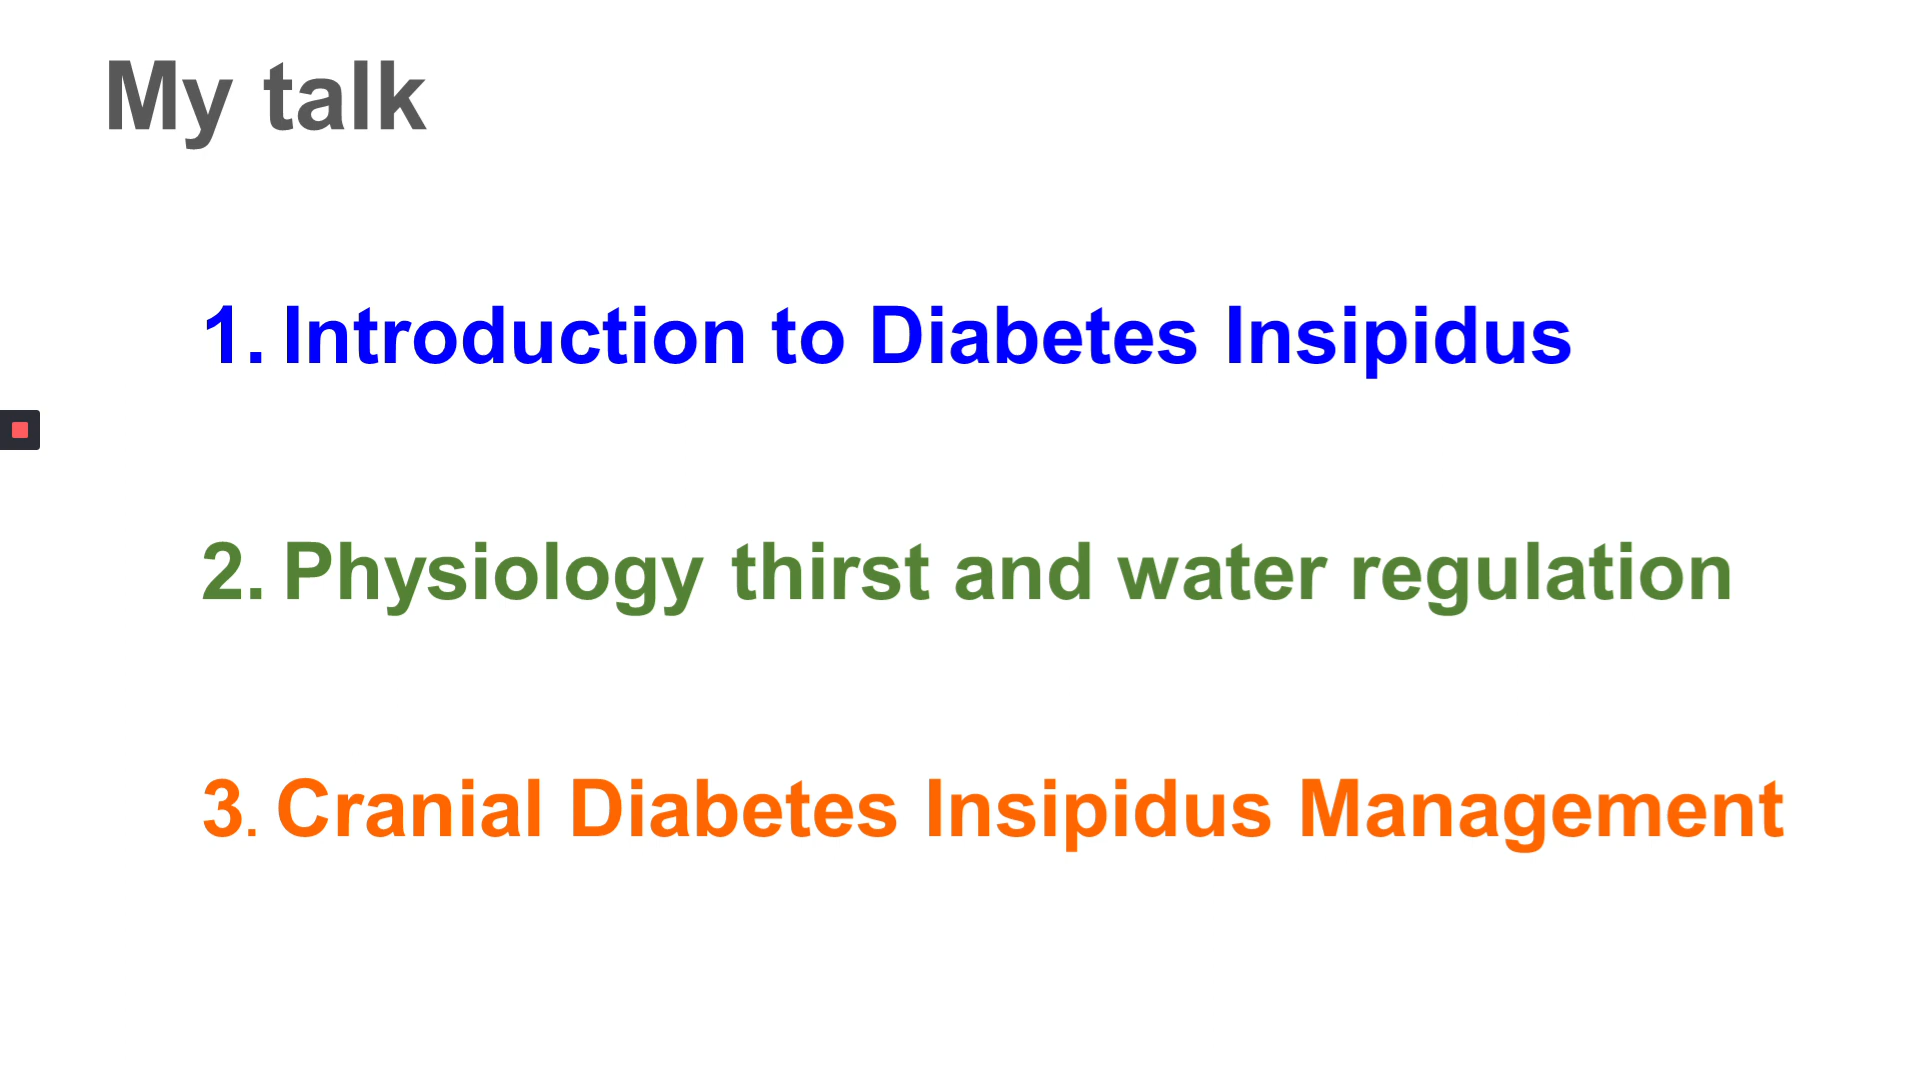 My talk
1. Introduction to Diabetes Insipidus
2. Physiology thirst and water regulation
3. Cranial Diabetes Insipidus Management